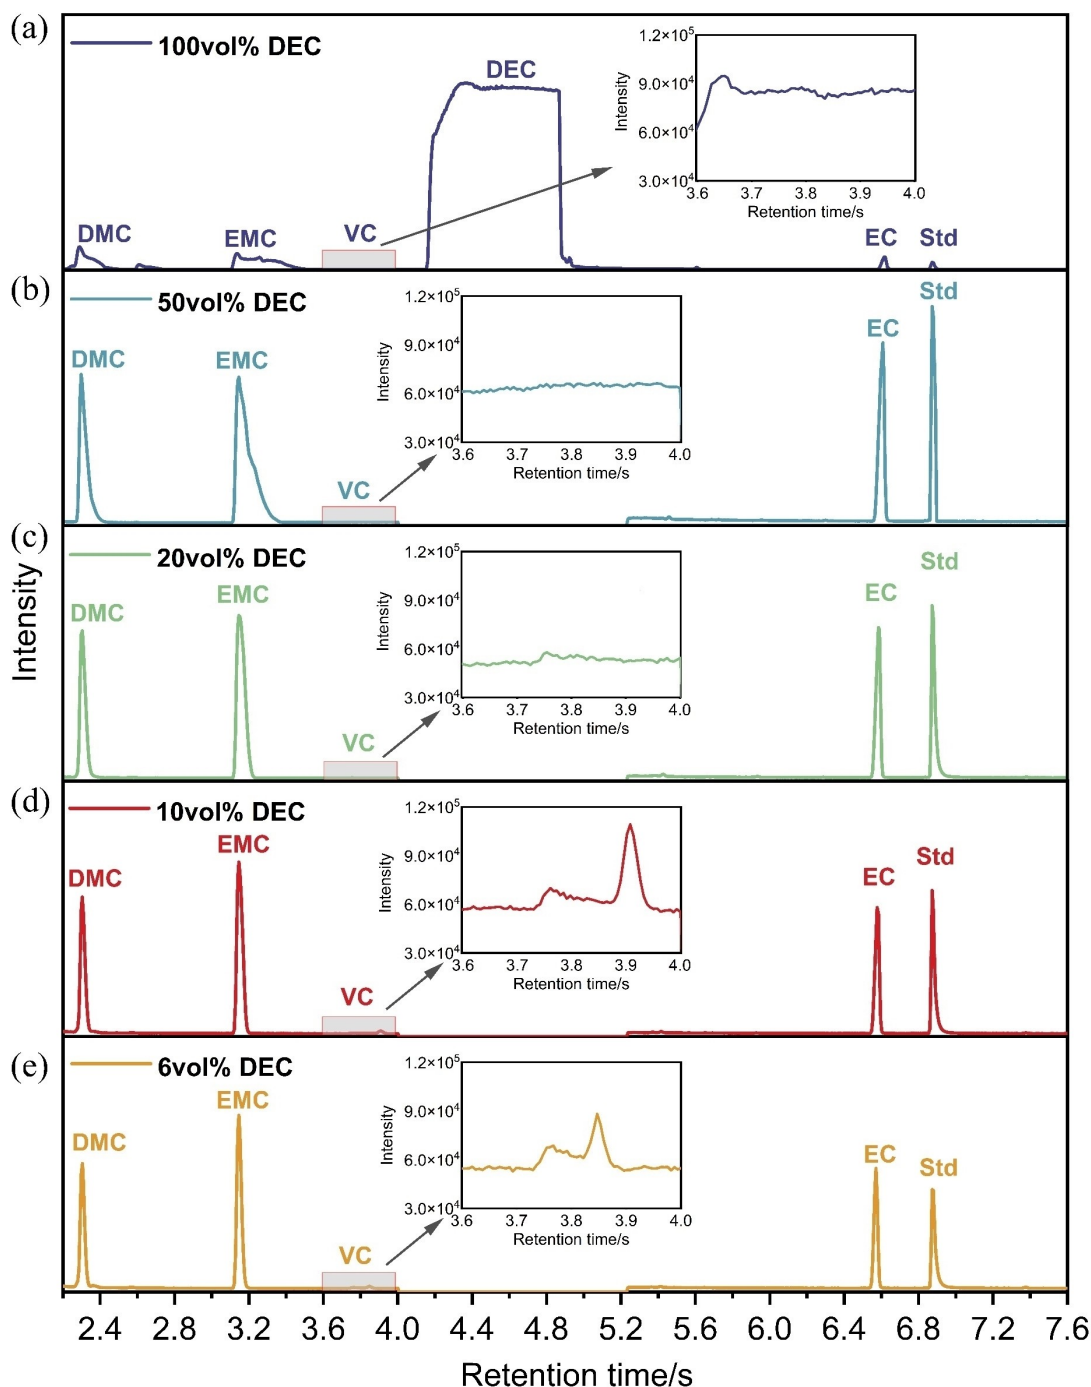 (a)
100vol% DEC
DMC
EMC
VC
DEC
EC
Std
Intensity
1.2×10⁵
9.0×10⁴
6.0×10⁴
3.0×10⁴
3.6 3.7 3.8 3.9 4.0
Retention time/s
(b)
50vol% DEC
DMC
EMC
VC
EC
Std
Intensity
1.2×10⁵
9.0×10⁴
6.0×10⁴
3.0×10⁴
3.6 3.7 3.8 3.9 4.0
Retention time/s
(c)
20vol% DEC
DMC
EMC
VC
EC
Std
Intensity
1.2×10⁵
9.0×10⁴
6.0×10⁴
3.0×10⁴
3.6 3.7 3.8 3.9 4.0
Retention time/s
(d)
10vol% DEC
DMC
EMC
VC
EC
Std
Intensity
1.2×10⁵
9.0×10⁴
6.0×10⁴
3.0×10⁴
3.6 3.7 3.8 3.9 4.0
Retention time/s
(e)
6vol% DEC
DMC
EMC
VC
EC
Std
Intensity
1.2×10⁵
9.0×10⁴
6.0×10⁴
3.0×10⁴
3.6 3.7 3.8 3.9 4.0
Retention time/s
Intensity
2.4 2.8 3.2 3.6 4.0 4.4 4.8 5.2 5.6 6.0 6.4 6.8 7.2 7.6
Retention time/s